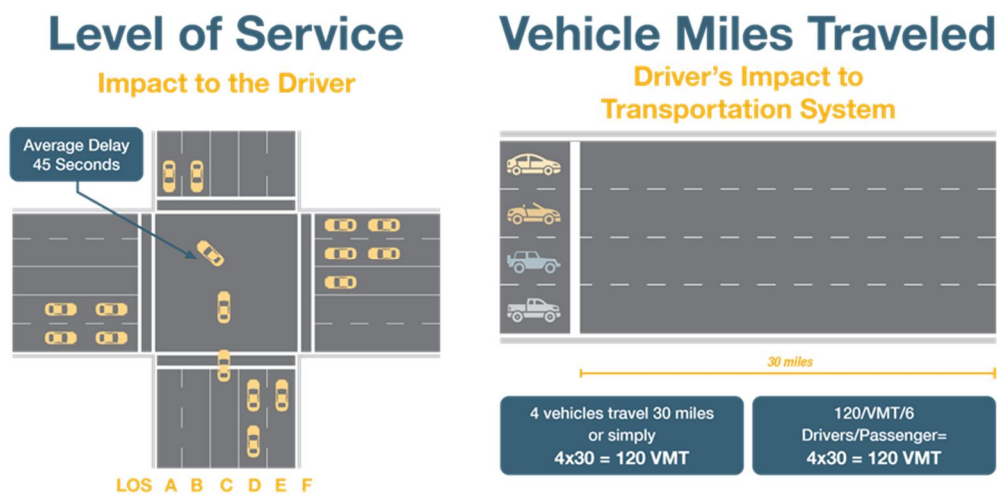 Level of Service
Impact to the Driver
Average Delay
45 Seconds
LOS A B C D E F
Vehicle Miles Traveled
Driver's Impact to
Transportation System
30 miles
4 vehicles travel 30 miles
or simply
4x30 = 120 VMT
120/VMT/6
Drivers/Passenger=
4x30 = 120 VMT